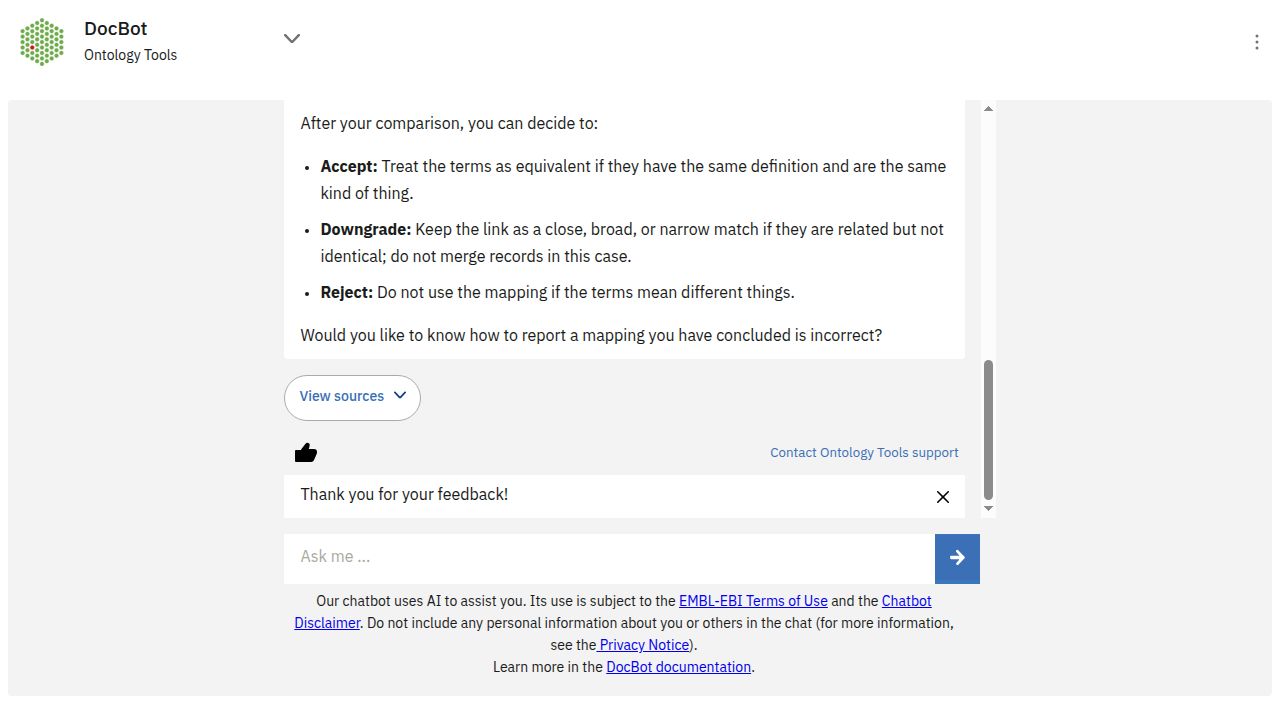 DocBot
Ontology Tools
After your comparison, you can decide to:
• Accept: Treat the terms as equivalent if they have the same definition and are the same
kind of thing.
• Downgrade: Keep the link as a close, broad, or narrow match if they are related but not
identical; do not merge records in this case.
• Reject: Do not use the mapping if the terms mean different things.
Would you like to know how to report a mapping you have concluded is incorrect?
View sources
Contact Ontology Tools support
Thank you for your feedback!
Ask me ...
Our chatbot uses AI to assist you. Its use is subject to the EMBL-EBI Terms of Use and the Chatbot
Disclaimer. Do not include any personal information about you or others in the chat (for more information,
see the Privacy Notice).
Learn more in the DocBot documentation.